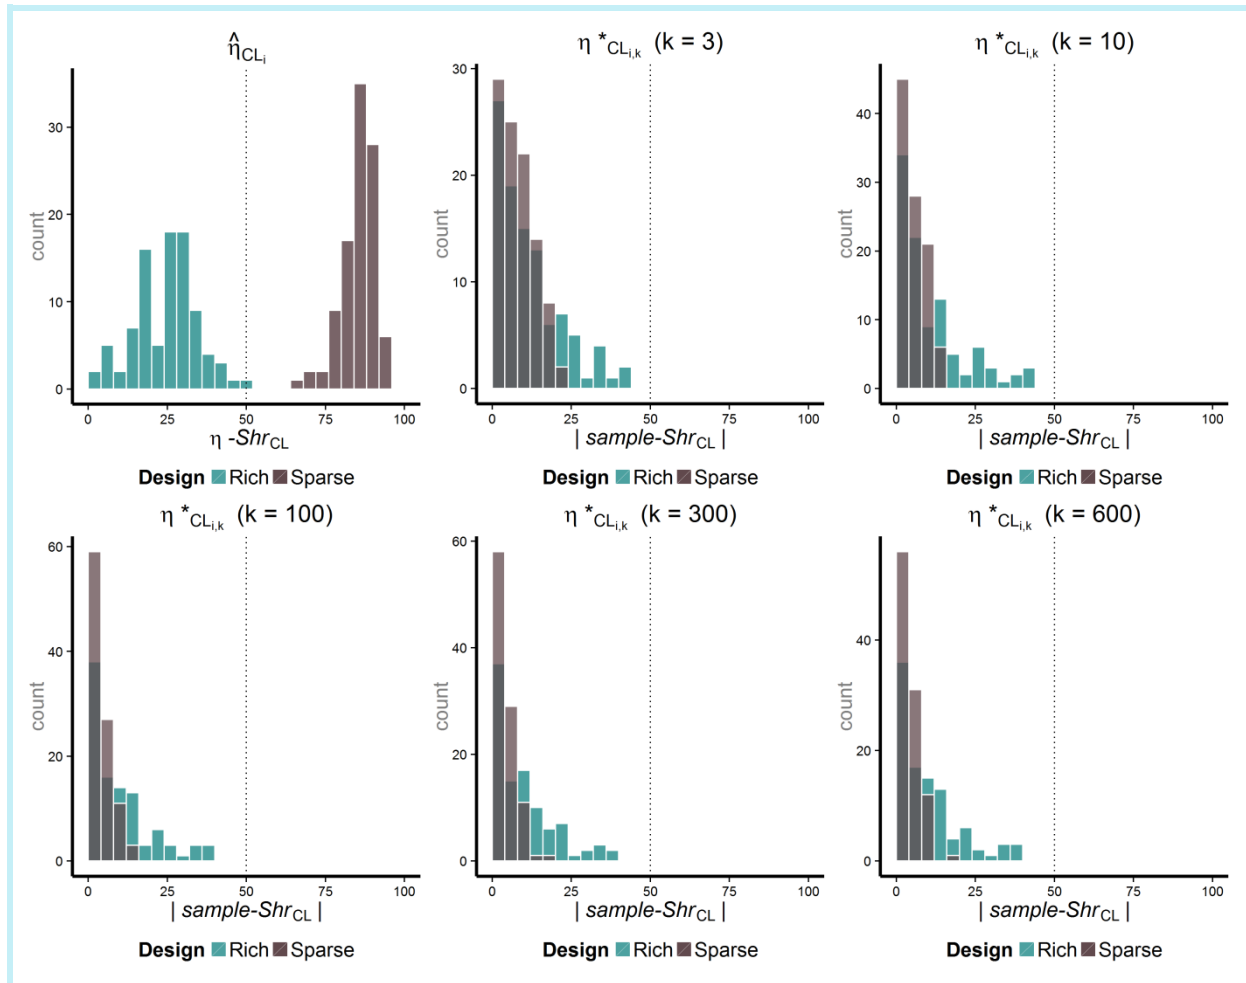 η̂CLi
count
30
20
10
0
0 25 50 75 100
η -ShrCL
Design Rich Sparse
η *CLi,k (k = 3)
count
30
20
10
0
0 25 50 75 100
| sample-ShrCL |
Design Rich Sparse
η *CLi,k (k = 10)
count
40
30
20
10
0
0 25 50 75 100
| sample-ShrCL |
Design Rich Sparse
η *CLi,k (k = 100)
count
60
40
20
0
0 25 50 75 100
| sample-ShrCL |
Design Rich Sparse
η *CLi,k (k = 300)
count
60
40
20
0
0 25 50 75 100
| sample-ShrCL |
Design Rich Sparse
η *CLi,k (k = 600)
count
40
20
0
0 25 50 75 100
| sample-ShrCL |
Design Rich Sparse